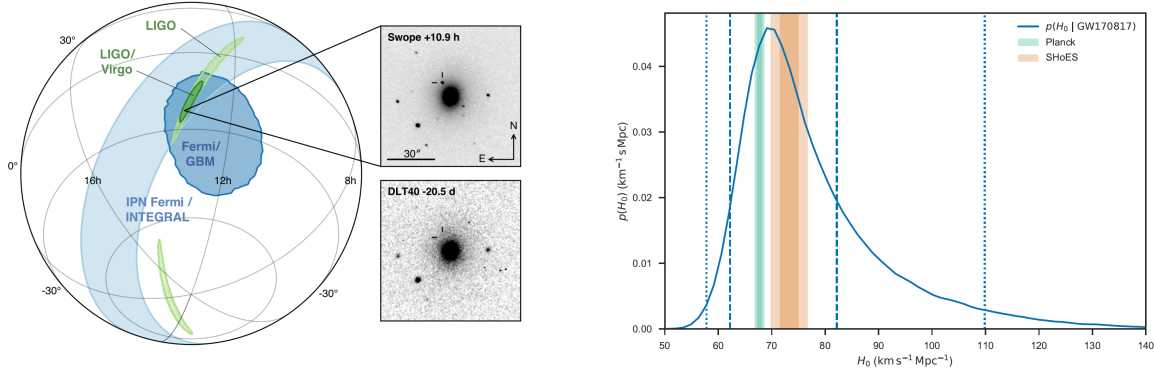 LIGO
30°
LIGO/
Virgo
Swope +10.9 h
30"
N
E
Fermi/
GBM
0°
16h
12h
8h
IPN Fermi /
INTEGRAL
DLT40 -20.5 d
-30°
-30°
p(H₀ | GW170817)
Planck
SHoES
p(H₀) (km⁻¹ s Mpc)
0.04
0.03
0.02
0.01
0.00
50 60 70 80 90 100 110 120 130 140
H₀ (km s⁻¹ Mpc⁻¹)